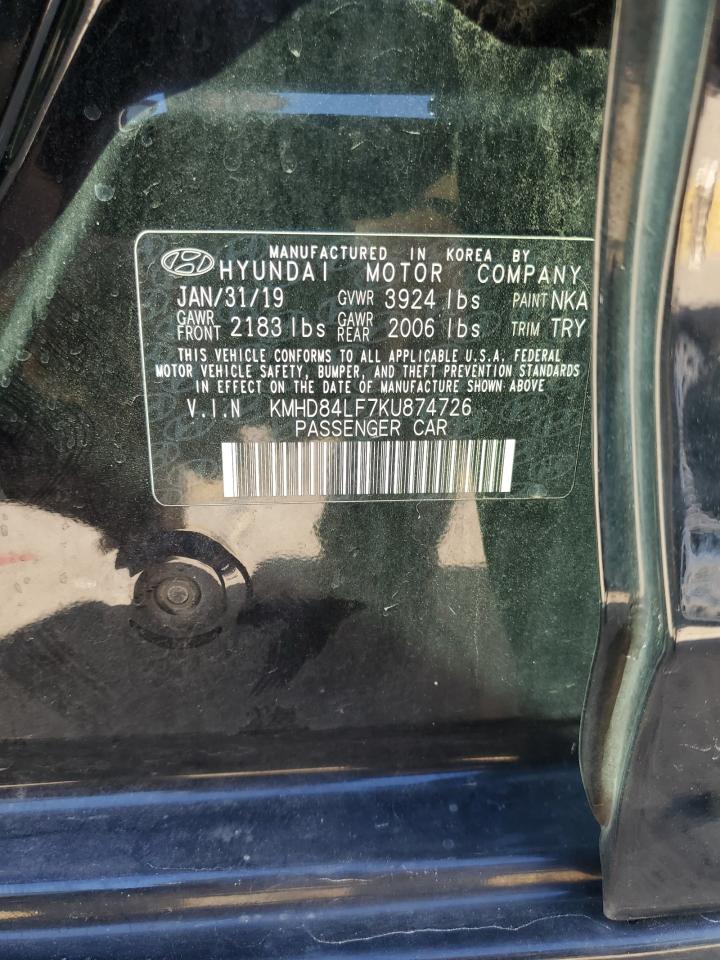 MANUFACTURED IN KOREA BY
HYUNDAI MOTOR COMPANY
JAN/31/19 GVWR 3924 lbs PAINT NKA
GAWR FRONT 2183 lbs GAWR REAR 2006 lbs TRIM TRY
THIS VEHICLE CONFORMS TO ALL APPLICABLE U.S.A. FEDERAL
MOTOR VEHICLE SAFETY, BUMPER, AND THEFT PREVENTION STANDARDS
IN EFFECT ON THE DATE OF MANUFACTURE SHOWN ABOVE
V.I.N KMHD84LF7KU874726
PASSENGER CAR